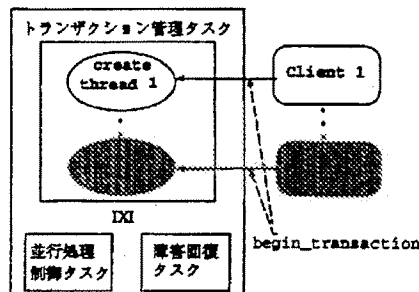 トランザクション管理タスク
create
thread 1
Client 1
IXI
begin_transaction
並行処理
制御タスク
障害回復
タスク